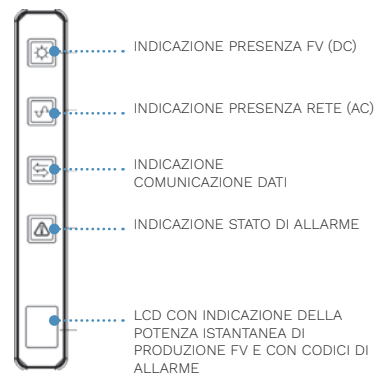 INDICAZIONE PRESENZA FV (DC)
INDICAZIONE PRESENZA RETE (AC)
INDICAZIONE
COMUNICAZIONE DATI
INDICAZIONE STATO DI ALLARME
LCD CON INDICAZIONE DELLA
POTENZA ISTANTANEA DI
PRODUZIONE FV E CON CODICI DI
ALLARME